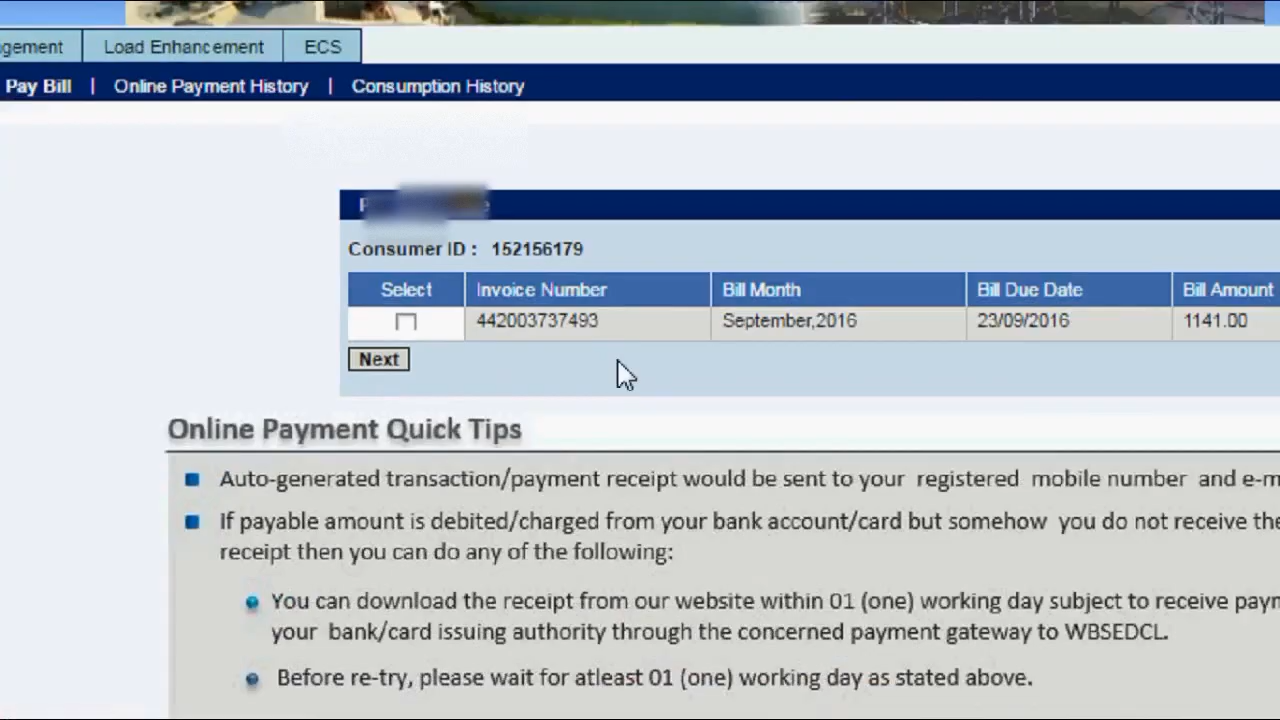 gement Load Enhancement ECS
Pay Bill | Online Payment History | Consumption History
Consumer ID : 152156179
Select Invoice Number Bill Month Bill Due Date Bill Amount
442003737493 September,2016 23/09/2016 1141.00
Next
Online Payment Quick Tips
Auto-generated transaction/payment receipt would be sent to your registered mobile number and e-m
If payable amount is debited/charged from your bank account/card but somehow you do not receive the
receipt then you can do any of the following:
You can download the receipt from our website within 01 (one) working day subject to receive paym
your bank/card issuing authority through the concerned payment gateway to WBSEDCL.
Before re-try, please wait for atleast 01 (one) working day as stated above.